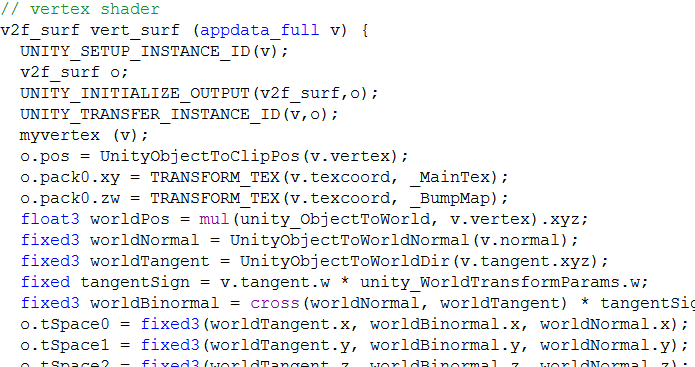 // vertex shader
v2f_surf vert_surf (appdata_full v) {
  UNITY_SETUP_INSTANCE_ID(v);
  v2f_surf o;
  UNITY_INITIALIZE_OUTPUT(v2f_surf,o);
  UNITY_TRANSFER_INSTANCE_ID(v,o);
  myvertex (v);
  o.pos = UnityObjectToClipPos(v.vertex);
  o.pack0.xy = TRANSFORM_TEX(v.texcoord, _MainTex);
  o.pack0.zw = TRANSFORM_TEX(v.texcoord, _BumpMap);
  float3 worldPos = mul(unity_ObjectToWorld, v.vertex).xyz;
  fixed3 worldNormal = UnityObjectToWorldNormal(v.normal);
  fixed3 worldTangent = UnityObjectToWorldDir(v.tangent.xyz);
  fixed tangentSign = v.tangent.w * unity_WorldTransformParams.w;
  fixed3 worldBinormal = cross(worldNormal, worldTangent) * tangentSig
  o.tSpace0 = fixed3(worldTangent.x, worldBinormal.x, worldNormal.x);
  o.tSpace1 = fixed3(worldTangent.y, worldBinormal.y, worldNormal.y);
  o.tSpace2 = fixed3(worldTangent.z, worldBinormal.z, worldNormal.z);